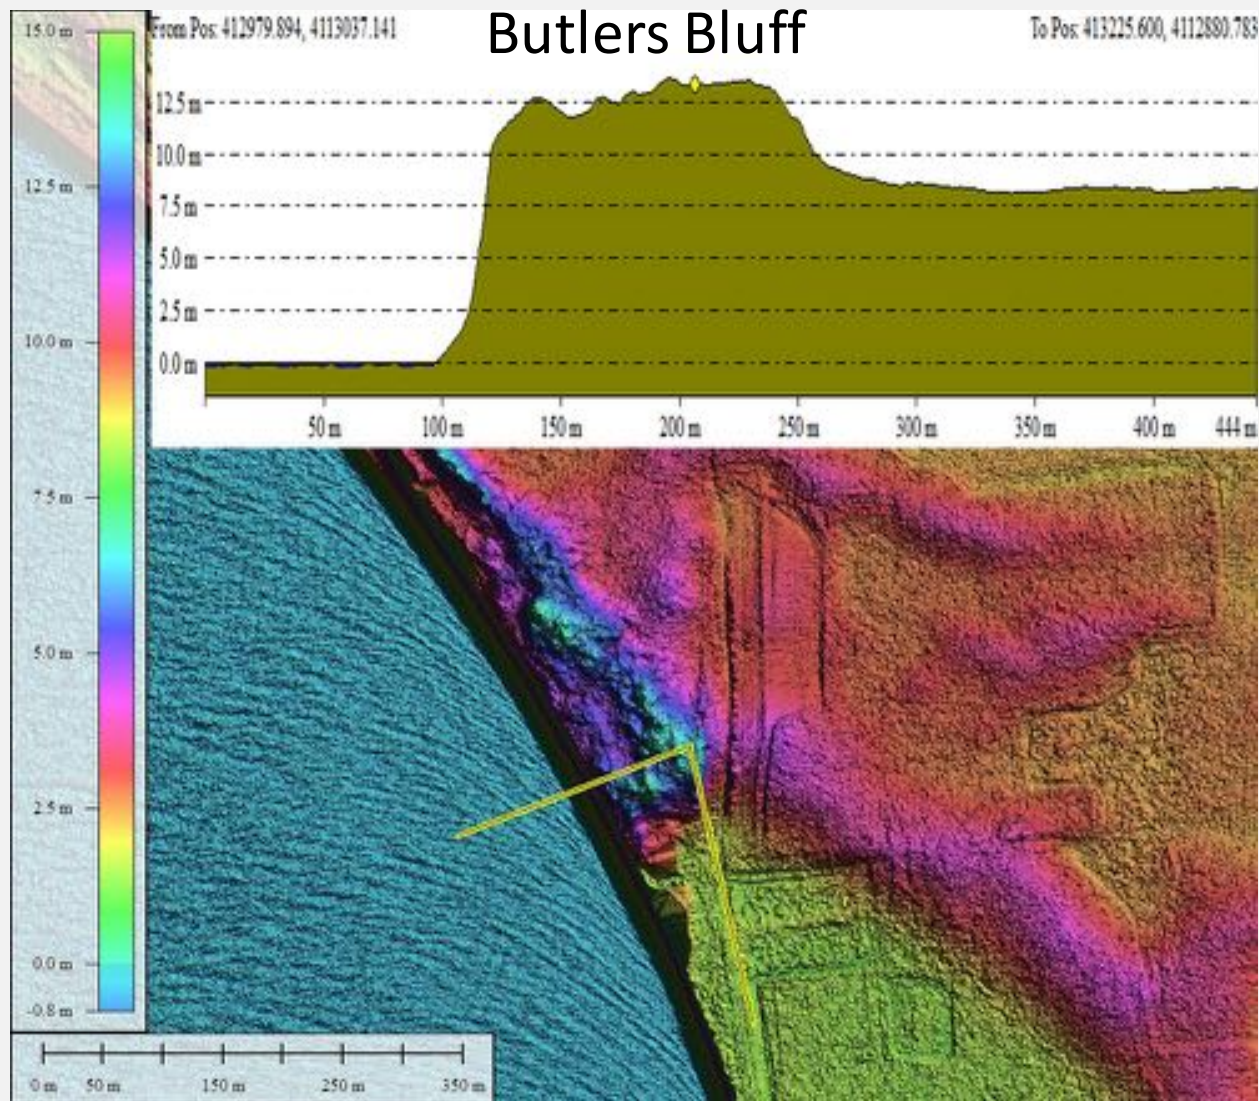 Butlers Bluff
From Pos: 412979.894, 4113037.141
To Pos: 413225.600, 4112880.783
12.5 m
10.0 m
7.5 m
5.0 m
2.5 m
0.0 m
50 m 100 m 150 m 200 m 250 m 300 m 350 m 400 m 444 m
15.0 m
12.5 m
10.0 m
7.5 m
5.0 m
2.5 m
0.0 m
-0.8 m
0 m 50 m 150 m 250 m 350 m